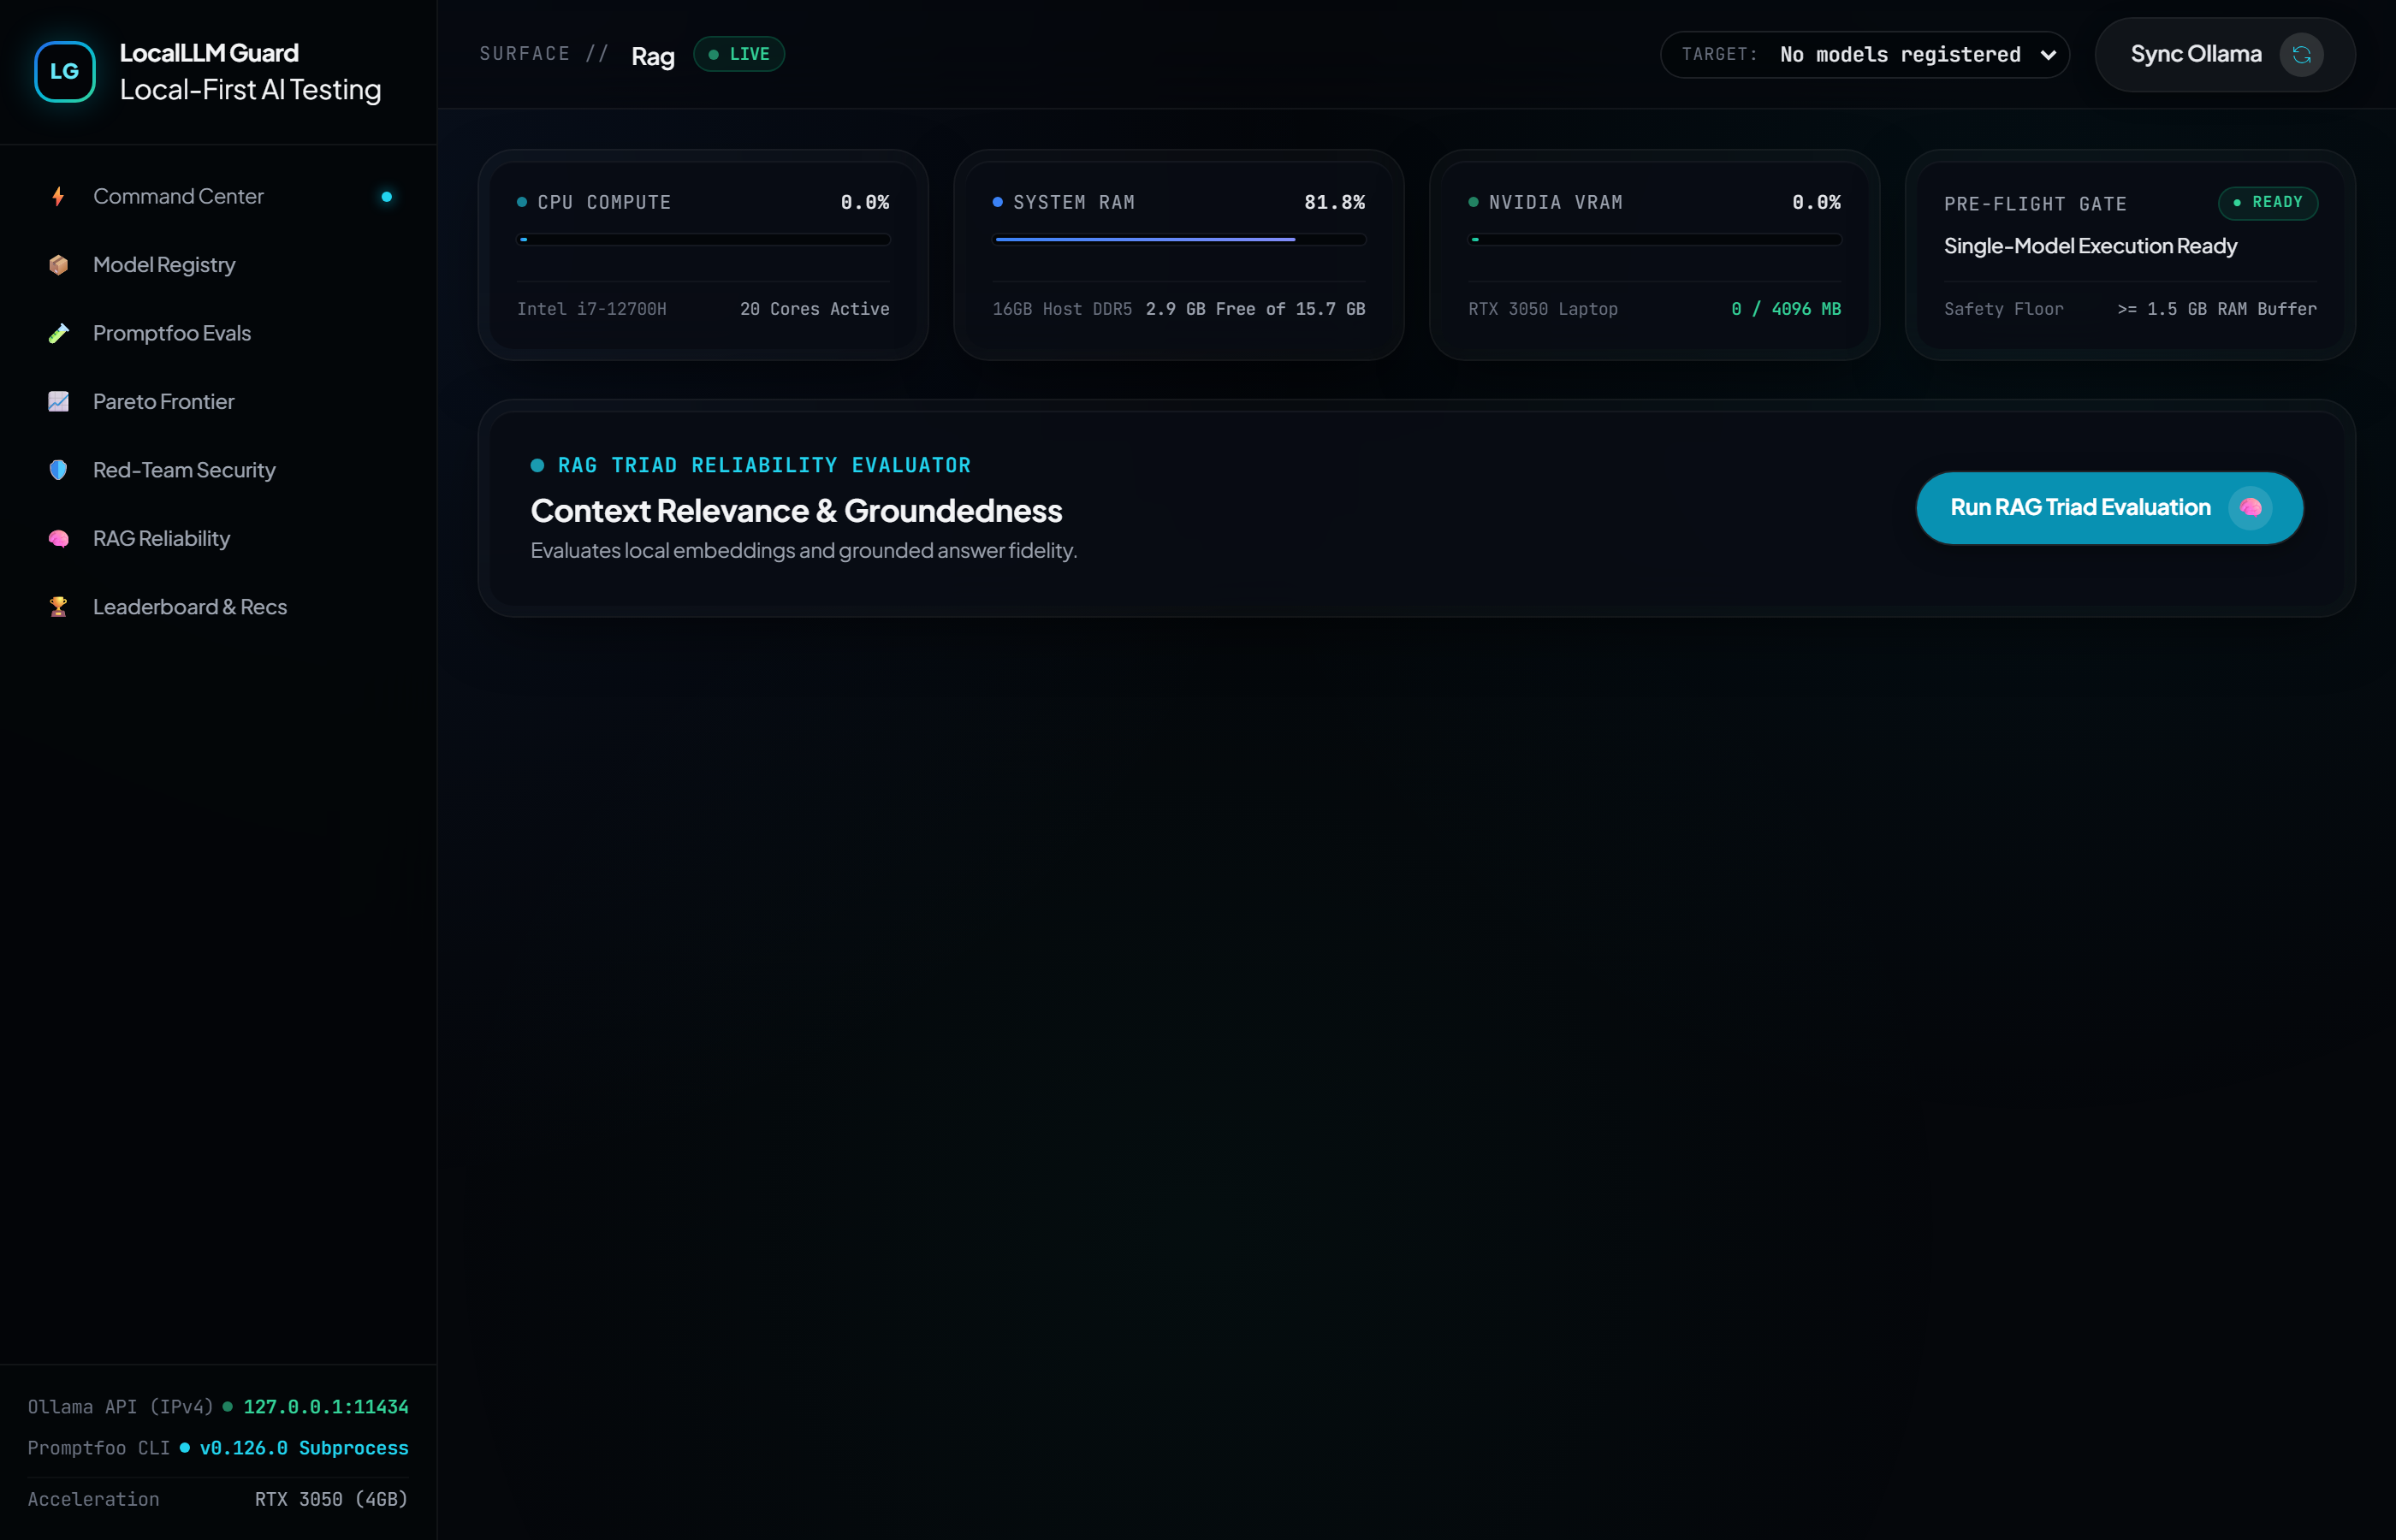 LG
LocalLLM Guard
Local-First AI Testing
Command Center
Model Registry
Promptfoo Evals
Pareto Frontier
Red-Team Security
RAG Reliability
Leaderboard & Recs
Ollama API (IPv4) 127.0.0.1:11434
Promptfoo CLI v0.126.0 Subprocess
Acceleration RTX 3050 (4GB)
SURFACE // Rag LIVE
TARGET: No models registered
Sync Ollama
CPU COMPUTE 0.0%
Intel i7-12700H 20 Cores Active
SYSTEM RAM 81.8%
16GB Host DDR5 2.9 GB Free of 15.7 GB
NVIDIA VRAM 0.0%
RTX 3050 Laptop 0 / 4096 MB
PRE-FLIGHT GATE READY
Single-Model Execution Ready
Safety Floor >= 1.5 GB RAM Buffer
RAG TRIAD RELIABILITY EVALUATOR
Context Relevance & Groundedness
Evaluates local embeddings and grounded answer fidelity.
Run RAG Triad Evaluation